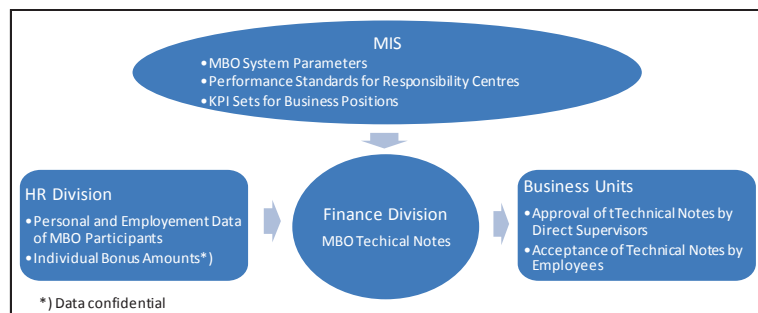 MIS
•MBO System Parameters
•Performance Standards for Responsibility Centres
•KPI Sets for Business Positions
HR Division
•Personal and Employement Data
of MBO Participants
•Individual Bonus Amounts*)
Finance Division
MBO Techical Notes
Business Units
•Approval of tTechnical Notes by
Direct Supervisors
•Acceptance of Technical Notes by
Employees
*) Data confidential